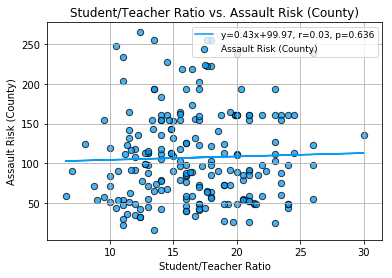 Student/Teacher Ratio vs. Assault Risk (County)
y=0.43x+99.97, r=0.03, p=0.636
Assault Risk (County)
Assault Risk (County)
250
200
150
100
50
10
15
20
25
30
Student/Teacher Ratio